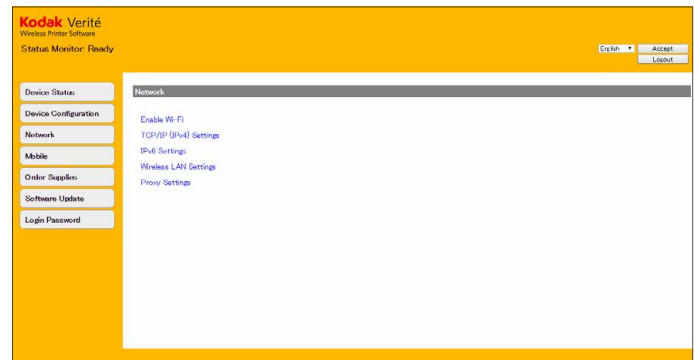 Kodak Verité
Wireless Printer Software
Status Monitor: Ready
English
Accept
Logout
Device Status
Device Configuration
Network
Mobile
Order Supplies
Software Update
Login Password
Network
Enable Wi-Fi
TCP/IP (IPv4) Settings
IPv6 Settings
Wireless LAN Settings
Proxy Settings